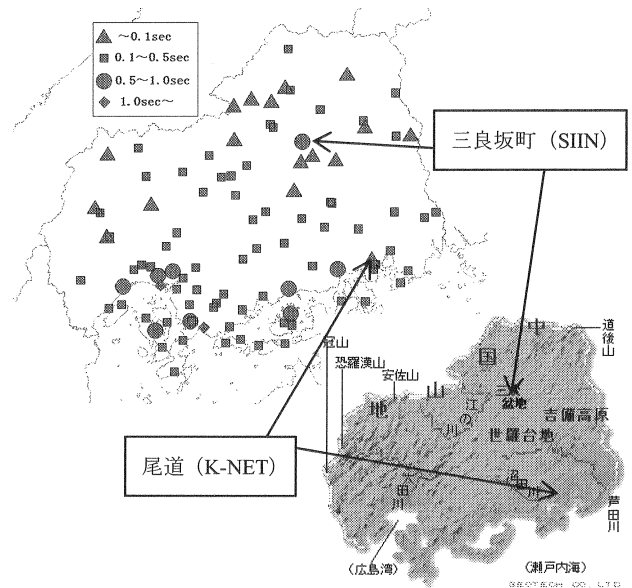 ~0.1sec
0.1~0.5sec
0.5~1.0sec
1.0sec~
三良坂町（SIIN）
尾道（K-NET）
中
国
山
地
道後山
冠山
恐羅漢山
安佐山
三
盆地
江の川
吉備高原
世羅台地
太田川
沼田川
芦田川
〈広島湾〉
〈瀬戸内海〉